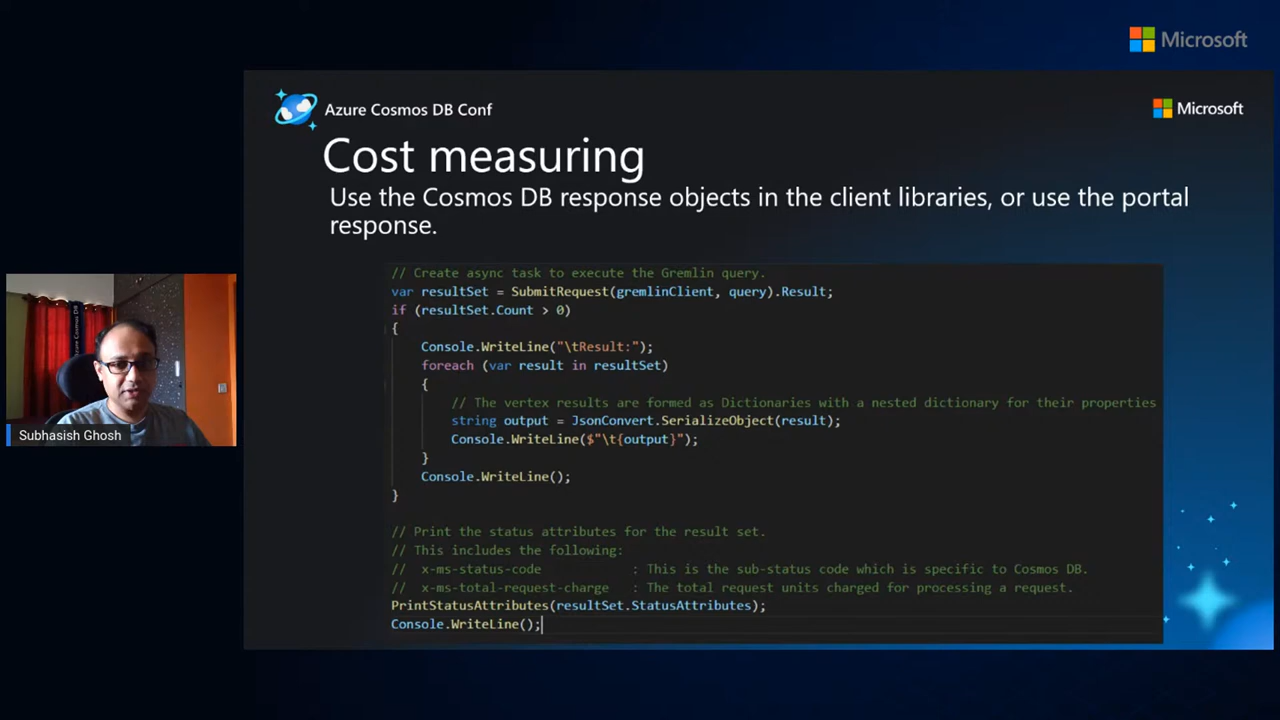 Microsoft
Azure Cosmos DB Conf
Microsoft
Cost measuring
Use the Cosmos DB response objects in the client libraries, or use the portal
response.
// Create async task to execute the Gremlin query.
var resultSet = SubmitRequest(gremlinClient, query).Result;
if (resultSet.Count > 0)
{
Console.WriteLine("\tResult:");
foreach (var result in resultSet)
{
// The vertex results are formed as Dictionaries with a nested dictionary for their properties
string output = JsonConvert.SerializeObject(result);
Console.WriteLine($"\t{output}");
}
Console.WriteLine();
}
// Print the status attributes for the result set.
// This includes the following:
// x-ms-status-code : This is the sub-status code which is specific to Cosmos DB.
// x-ms-total-request-charge : The total request units charged for processing a request.
PrintStatusAttributes(resultSet.StatusAttributes);
Console.WriteLine();
Azure Cosmos DB
Subhasish Ghosh